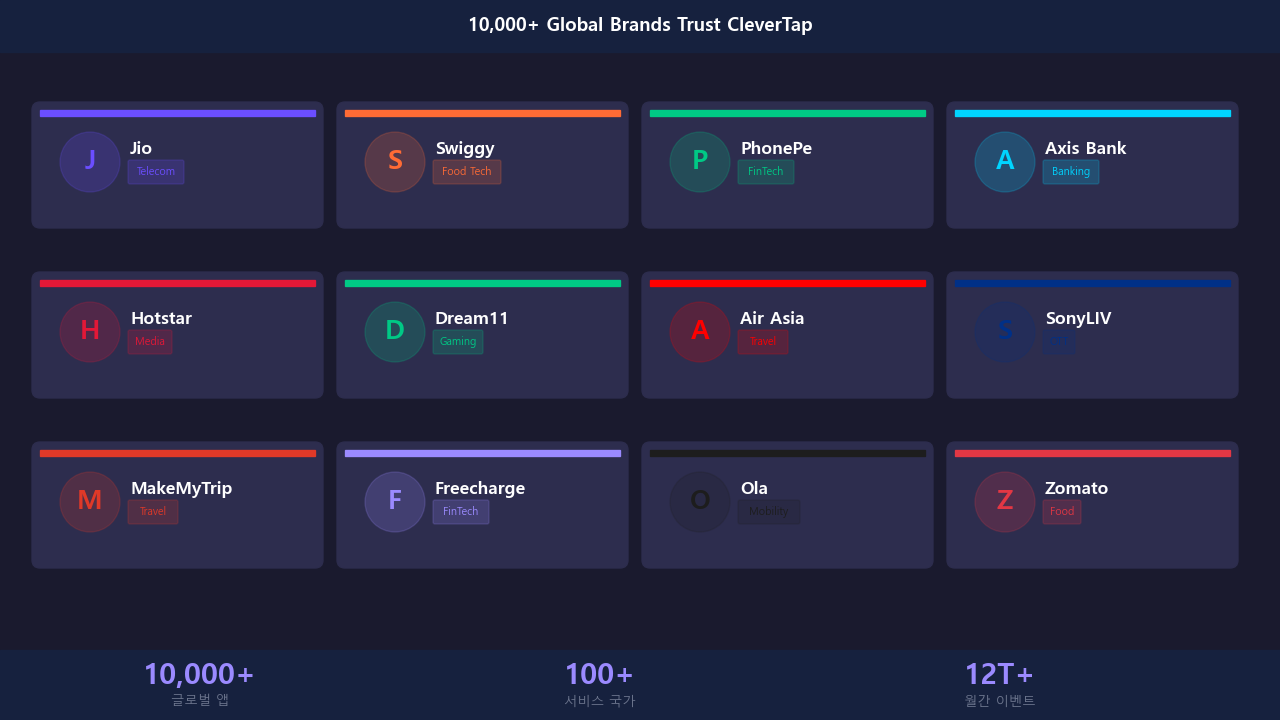 10,000+ Global Brands Trust CleverTap
J
Jio
Telecom
S
Swiggy
Food Tech
P
PhonePe
FinTech
A
Axis Bank
Banking
H
Hotstar
Media
D
Dream11
Gaming
A
Air Asia
Travel
S
SonyLIV
M
MakeMyTrip
Travel
F
Freecharge
FinTech
O
Ola
Mobility
Z
Zomato
Food
10,000+
글로벌 앱
100+
서비스 국가
12T+
월간 이벤트